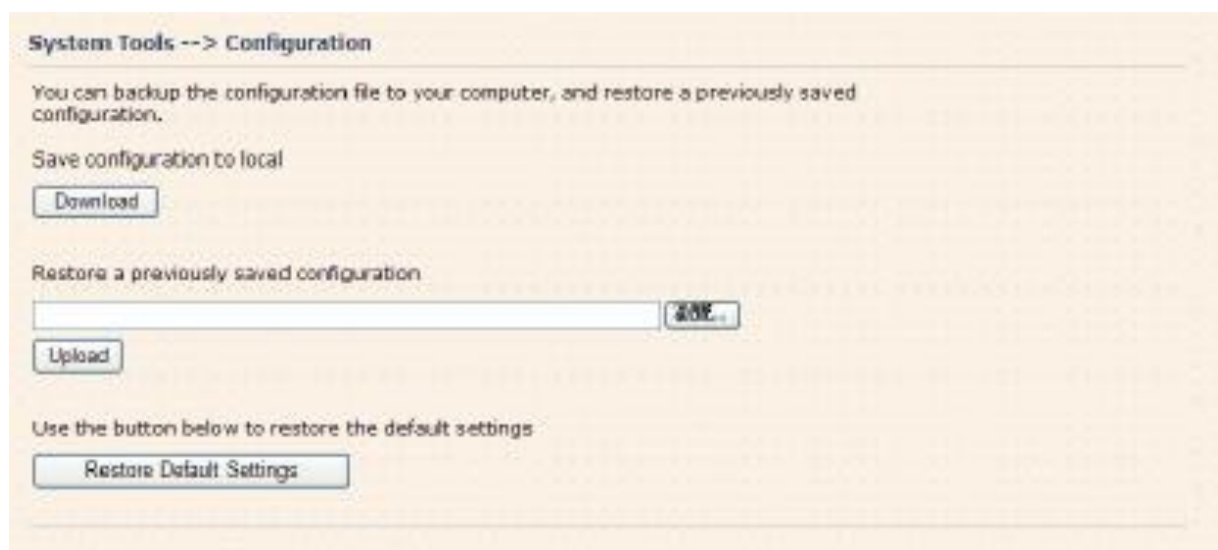 System Tools --> Configuration
You can backup the configuration file to your computer, and restore a previously saved
configuration.
Save configuration to local
Download
Restore a previously saved configuration
Upload
Use the button below to restore the default settings
Restore Default Settings